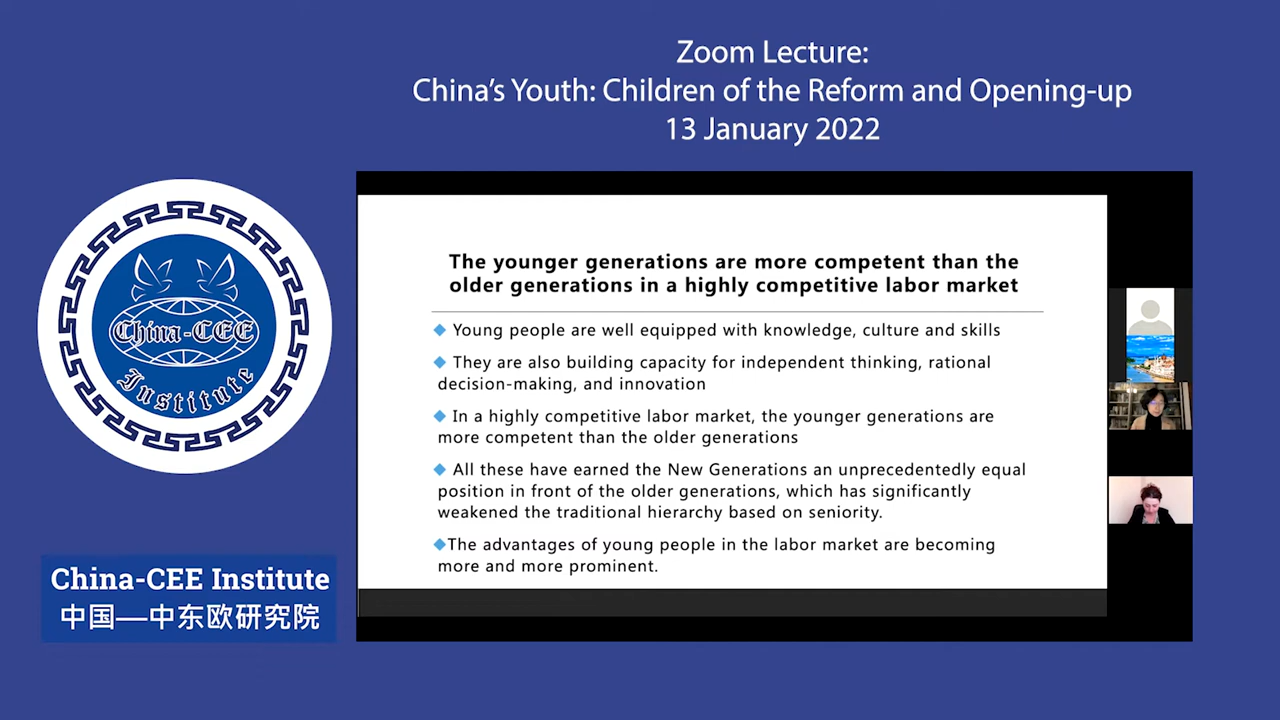 Zoom Lecture:
China's Youth: Children of the Reform and Opening-up
13 January 2022
China-CEE
Institute
China-CEE Institute
中国—中东欧研究院
The younger generations are more competent than the
older generations in a highly competitive labor market
Young people are well equipped with knowledge, culture and skills
They are also building capacity for independent thinking, rational
decision-making, and innovation
In a highly competitive labor market, the younger generations are
more competent than the older generations
All these have earned the New Generations an unprecedentedly equal
position in front of the older generations, which has significantly
weakened the traditional hierarchy based on seniority.
The advantages of young people in the labor market are becoming
more and more prominent.